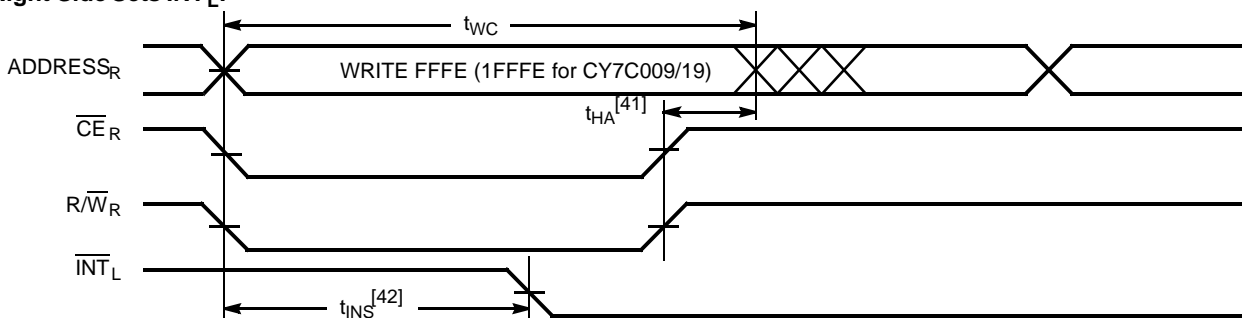 Right Side Sets INT L:
tWC
ADDRESSR
WRITE FFFE (1FFFE for CY7C009/19)
tHA[41]
CER
R/WR
INTL
tINS[42]